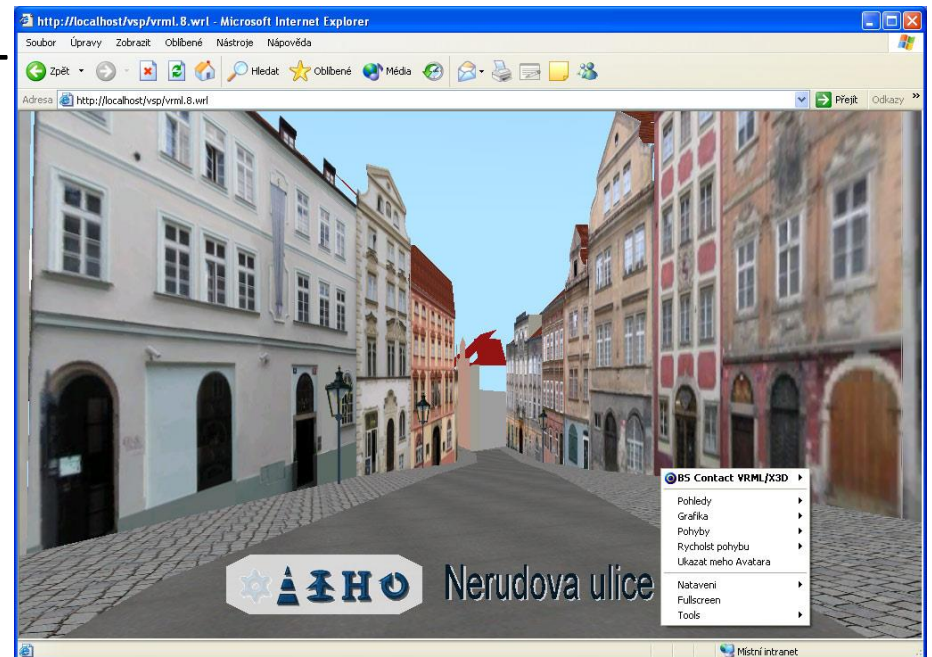 http://localhost/vsp/vrml.8.wrl - Microsoft Internet Explorer
Soubor Úpravy Zobrazit Oblíbené Nástroje Nápověda
Zpět Hledat Oblíbené Média
Adresa http://localhost/vsp/vrml.8.wrl Přejít Odkazy »
BS Contact VRML/X3D
Pohledy
Grafika
Pohyby
Rycholst pohybu
Ukazat meho Avatara
Nataveni
Fullscreen
Tools
Nerudova ulice
Místní intranet